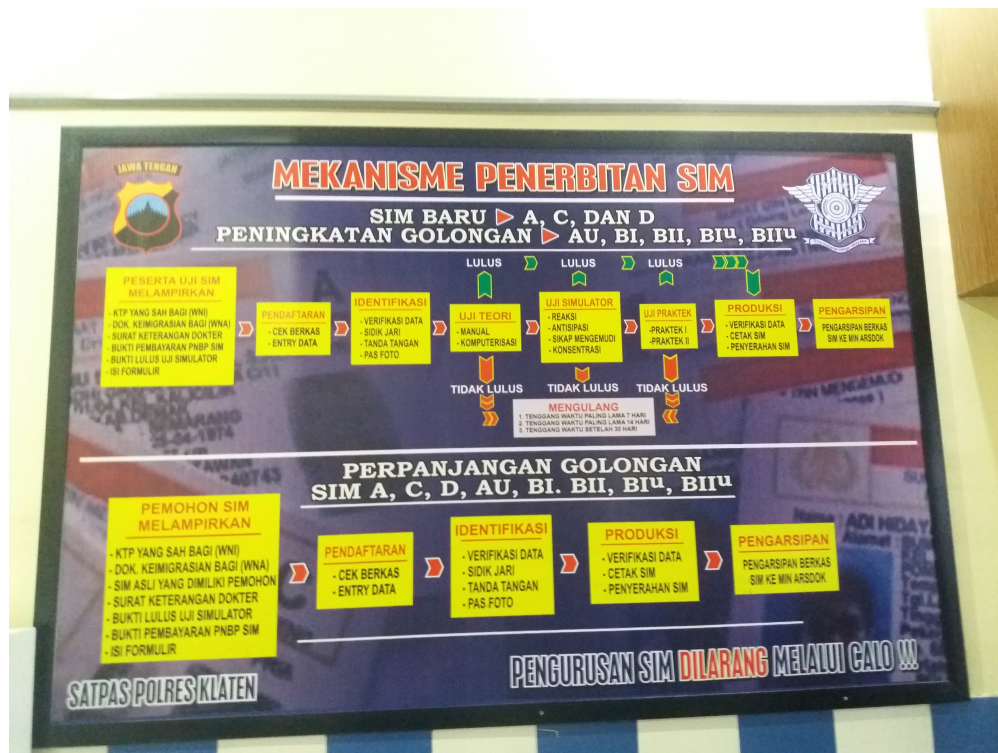 JAWA TENGAH
MEKANISME PENERBITAN SIM
SIM BARU ▶ A, C, DAN D
PENINGKATAN GOLONGAN ▶ AU, BI, BII, BIU, BIIU
PESERTA UJI SIM
MELAMPIRKAN
- KTP YANG SAH BAGI (WNI)
- DOK. KEIMIGRASIAN BAGI (WNA)
- SURAT KETERANGAN DOKTER
- BUKTI PEMBAYARAN PNBP SIM
- BUKTI LULUS UJI SIMULATOR
- ISI FORMULIR
PENDAFTARAN
- CEK BERKAS
- ENTRY DATA
IDENTIFIKASI
- VERIFIKASI DATA
- SIDIK JARI
- TANDA TANGAN
- PAS FOTO
LULUS
UJI TEORI
- MANUAL
- KOMPUTERISASI
TIDAK LULUS
LULUS
UJI SIMULATOR
- REAKSI
- ANTISIPASI
- SIKAP MENGEMUDI
- KONSENTRASI
TIDAK LULUS
LULUS
UJI PRAKTEK
-PRAKTEK I
-PRAKTEK II
TIDAK LULUS
PRODUKSI
- VERIFIKASI DATA
- CETAK SIM
- PENYERAHAN SIM
PENGARSIPAN
PENGARSIPAN BERKAS
SIM KE MIN ARSDOK
MENGULANG
1. TENGGANG WAKTU PALING LAMA 7 HARI
2. TENGGANG WAKTU PALING LAMA 14 HARI
3. TENGGANG WAKTU SETELAH 30 HARI
PERPANJANGAN GOLONGAN
SIM A, C, D, AU, BI. BII, BIU, BIIU
PEMOHON SIM
MELAMPIRKAN
- KTP YANG SAH BAGI (WNI)
- DOK. KEIMIGRASIAN BAGI (WNA)
- SIM ASLI YANG DIMILIKI PEMOHON
- SURAT KETERANGAN DOKTER
- BUKTI LULUS UJI SIMULATOR
- BUKTI PEMBAYARAN PNBP SIM
- ISI FORMULIR
PENDAFTARAN
- CEK BERKAS
- ENTRY DATA
IDENTIFIKASI
- VERIFIKASI DATA
- SIDIK JARI
- TANDA TANGAN
- PAS FOTO
PRODUKSI
- VERIFIKASI DATA
- CETAK SIM
- PENYERAHAN SIM
PENGARSIPAN
PENGARSIPAN BERKAS
SIM KE MIN ARSDOK
SATPAS POLRES KLATEN
PENGURUSAN SIM DILARANG MELALUI CALO !!!